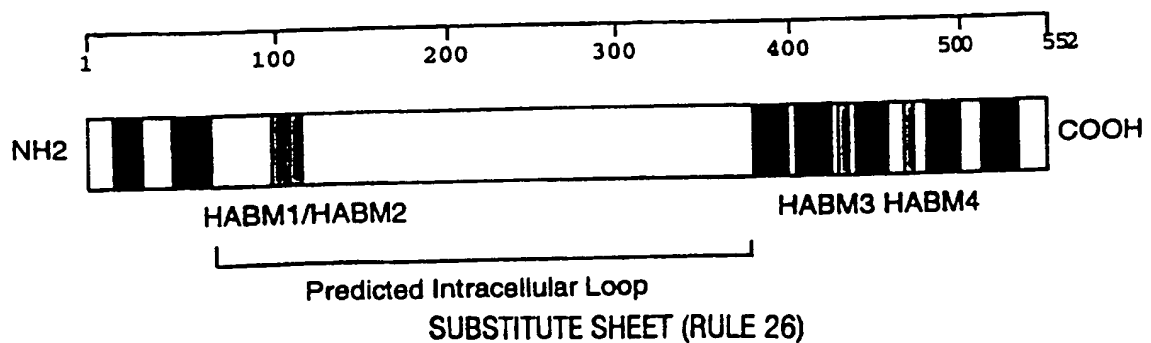 1 100 200 300 400 500 552
NH2 COOH
HABM1/HABM2 HABM3 HABM4
Predicted Intracellular Loop
SUBSTITUTE SHEET (RULE 26)